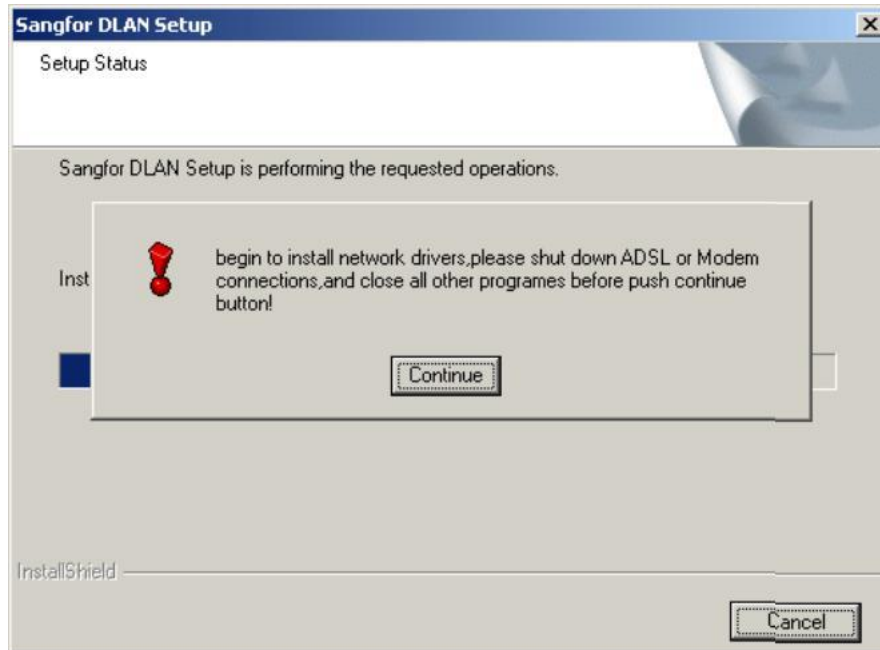 Sangfor DLAN Setup
Setup Status
Sangfor DLAN Setup is performing the requested operations.
Inst
begin to install network drivers,please shut down ADSL or Modem
connections,and close all other programes before push continue
button!
Continue
InstallShield
Cancel